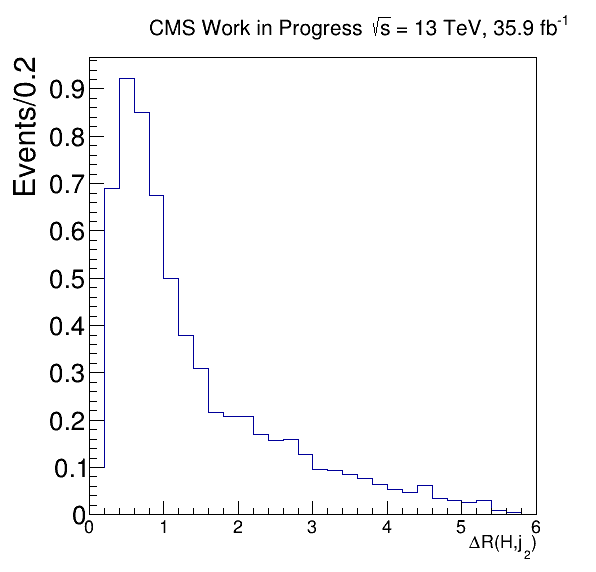 CMS Work in Progress √s = 13 TeV, 35.9 fb⁻¹
Events/0.2
0.9
0.8
0.7
0.6
0.5
0.4
0.3
0.2
0.1
0
0 1 2 3 4 5 6
ΔR(H,j₂)